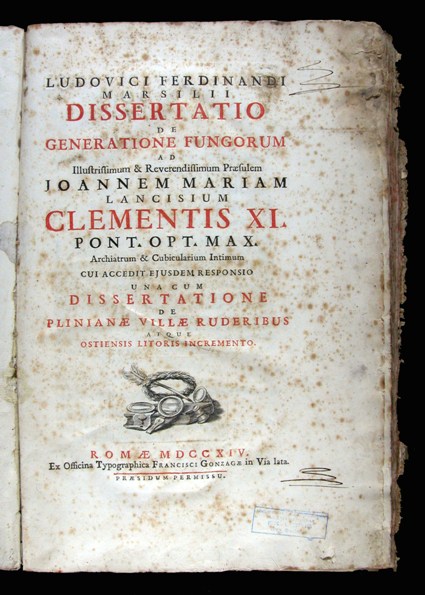 LUDOVICI FERDINANDI
MARSILII
DISSERTATIO
DE
GENERATIONE FUNGORUM
AD
Illustrissimum & Reverendissimum Præsulem
JOANNEM MARIAM
LANCISIUM
CLEMENTIS XI.
PONT. OPT. MAX.
Archiatrum & Cubicularium Intimum
CUI ACCEDIT EJUSDEM RESPONSIO
UNA CUM
DISSERTATIONE
DE
PLINIANÆ VILLÆ RUDERIBUS
ATQUE
OSTIENSIS LITORIS INCREMENTO.
ROMÆ MDCCXIV.
Ex Officina Typographica FRANCISCI GONZAGÆ in Via lata.
PRÆSIDUM PERMISSU.